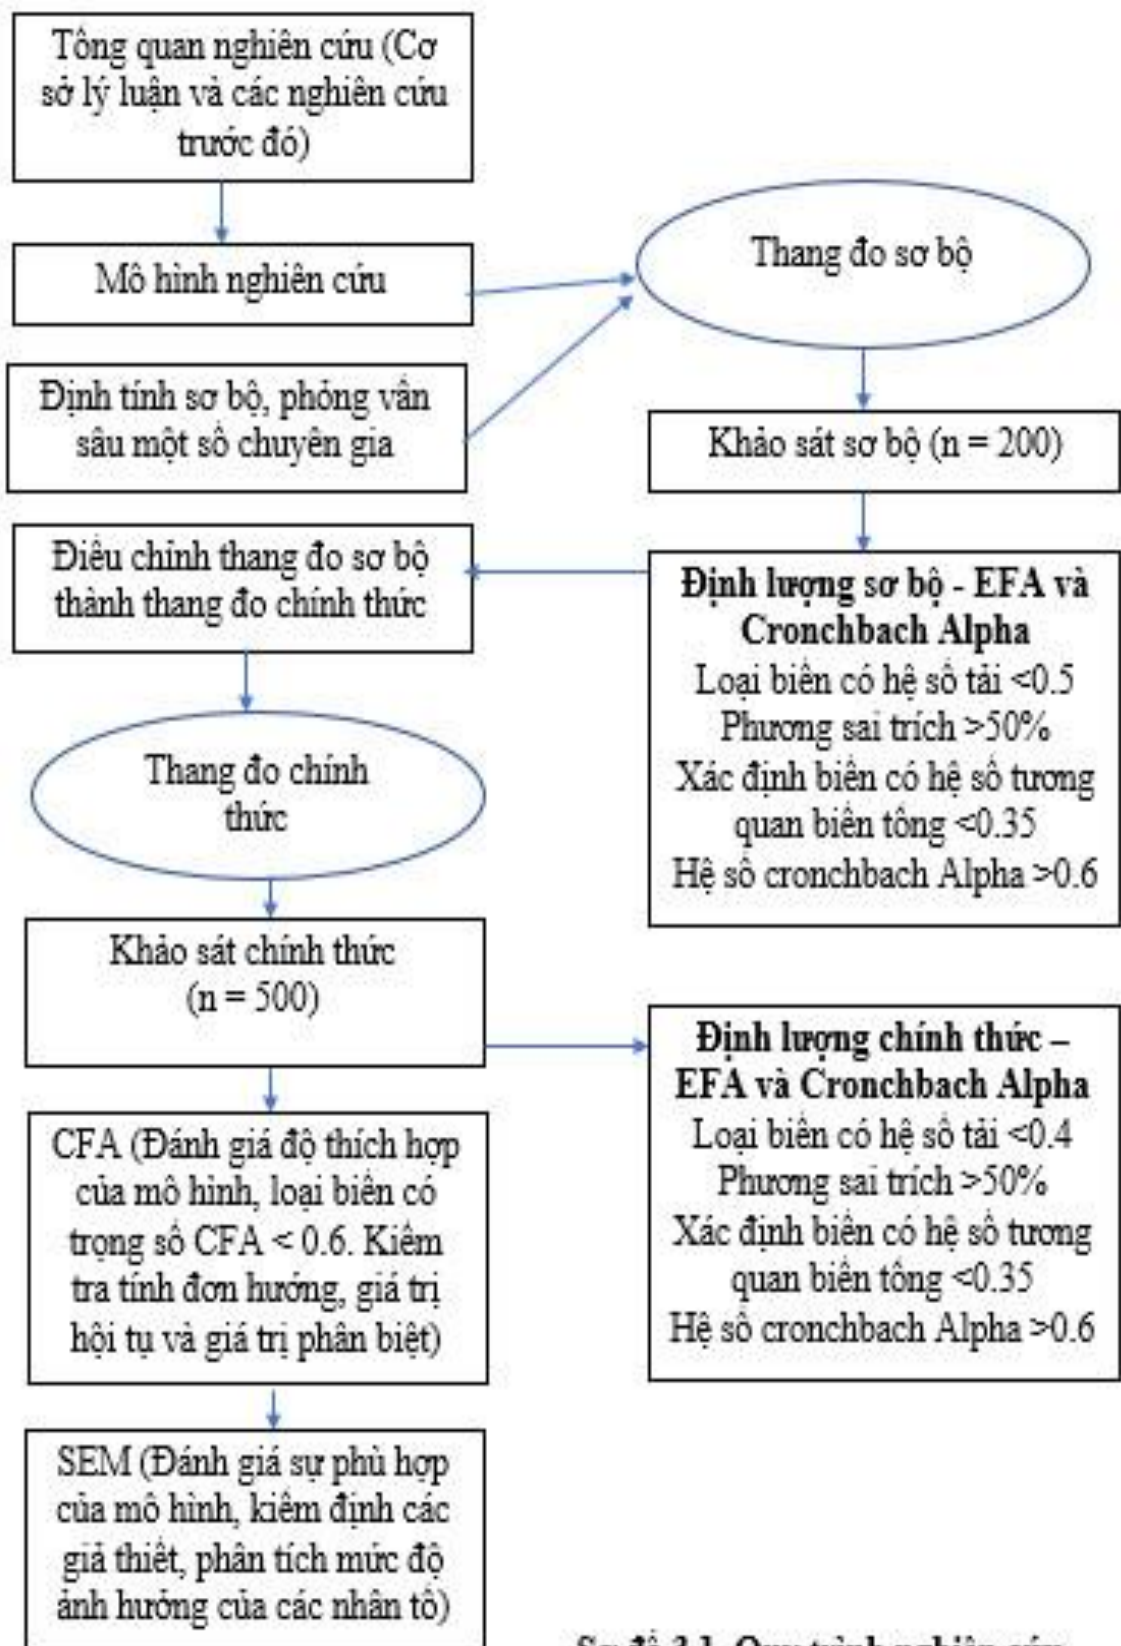 Tổng quan nghiên cứu (Cơ
sở lý luận và các nghiên cứu
trước đó)
Mô hình nghiên cứu
Thang đo sơ bộ
Định tính sơ bộ, phỏng vấn
sâu một số chuyên gia
Khảo sát sơ bộ (n = 200)
Điều chỉnh thang đo sơ bộ
thành thang đo chính thức
Định lượng sơ bộ - EFA và
Cronchbach Alpha
Loại biến có hệ số tải <0.5
Phương sai trích >50%
Xác định biến có hệ số tương
quan biến tổng <0.35
Hệ số cronchbach Alpha >0.6
Thang đo chính
thức
Khảo sát chính thức
(n = 500)
Định lượng chính thức –
EFA và Cronchbach Alpha
Loại biến có hệ số tải <0.4
Phương sai trích >50%
Xác định biến có hệ số tương
quan biến tổng <0.35
Hệ số cronchbach Alpha >0.6
CFA (Đánh giá độ thích hợp
của mô hình, loại biến có
trọng số CFA < 0.6. Kiểm
tra tính đơn hướng, giá trị
hội tụ và giá trị phân biệt)
SEM (Đánh giá sự phù hợp
của mô hình, kiểm định các
giả thiết, phân tích mức độ
ảnh hưởng của các nhân tố)
Sơ đồ 3.1. Quy trình nghiên cứu